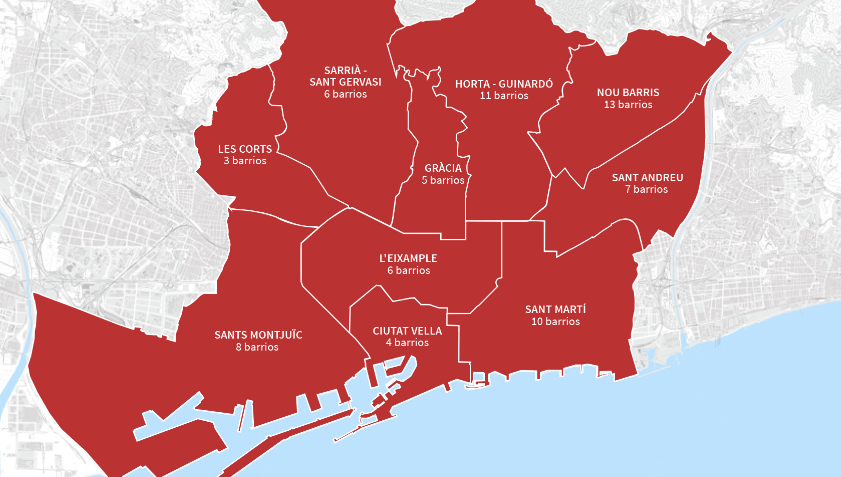 SARRIÀ -
SANT GERVASI
6 barrios
HORTA - GUINARDÓ
11 barrios
NOU BARRIS
13 barrios
LES CORTS
3 barrios
GRÀCIA
5 barrios
SANT ANDREU
7 barrios
L'EIXAMPLE
6 barrios
SANT MARTÍ
10 barrios
SANTS MONTJUÏC
8 barrios
CIUTAT VELLA
4 barrios